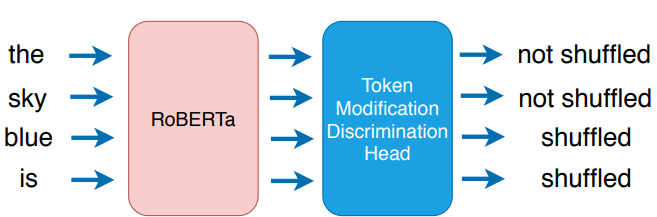 the
sky
blue
is
RoBERTa
Token
Modification
Discrimination
Head
not shuffled
not shuffled
shuffled
shuffled